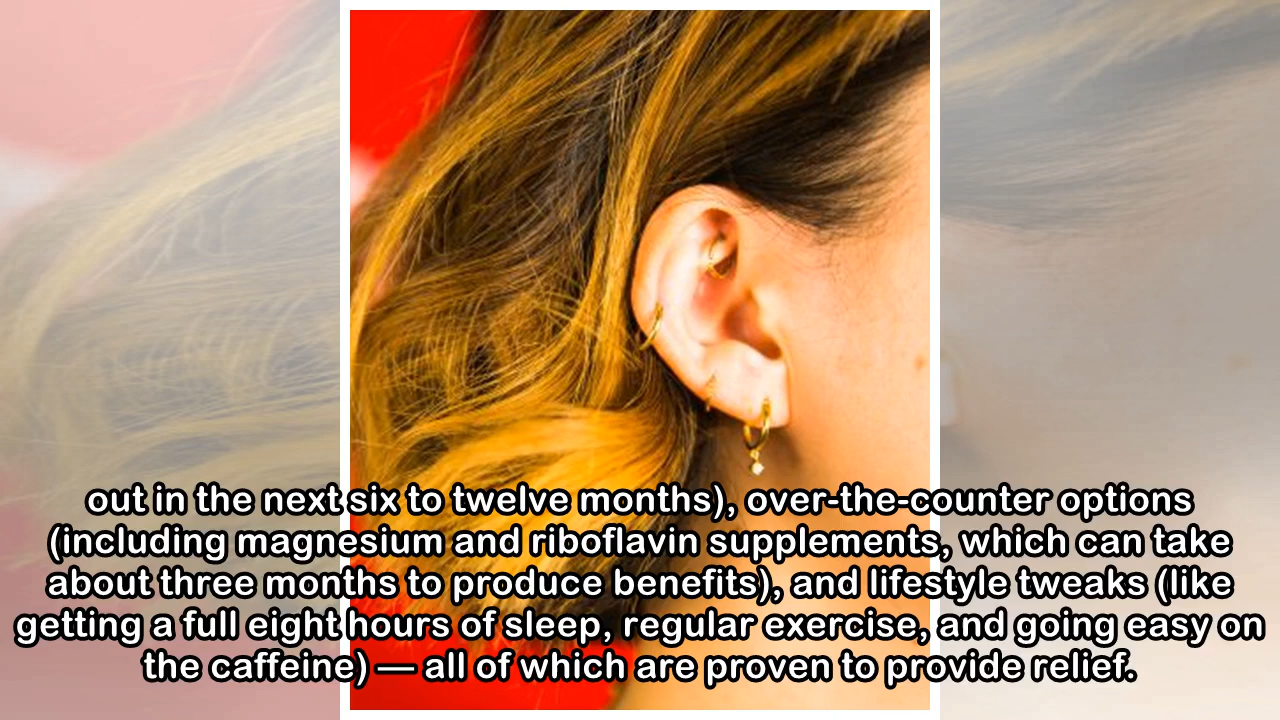 out in the next six to twelve months), over-the-counter options
(including magnesium and riboflavin supplements, which can take
about three months to produce benefits), and lifestyle tweaks (like
getting a full eight hours of sleep, regular exercise, and going easy on
the caffeine) — all of which are proven to provide relief.